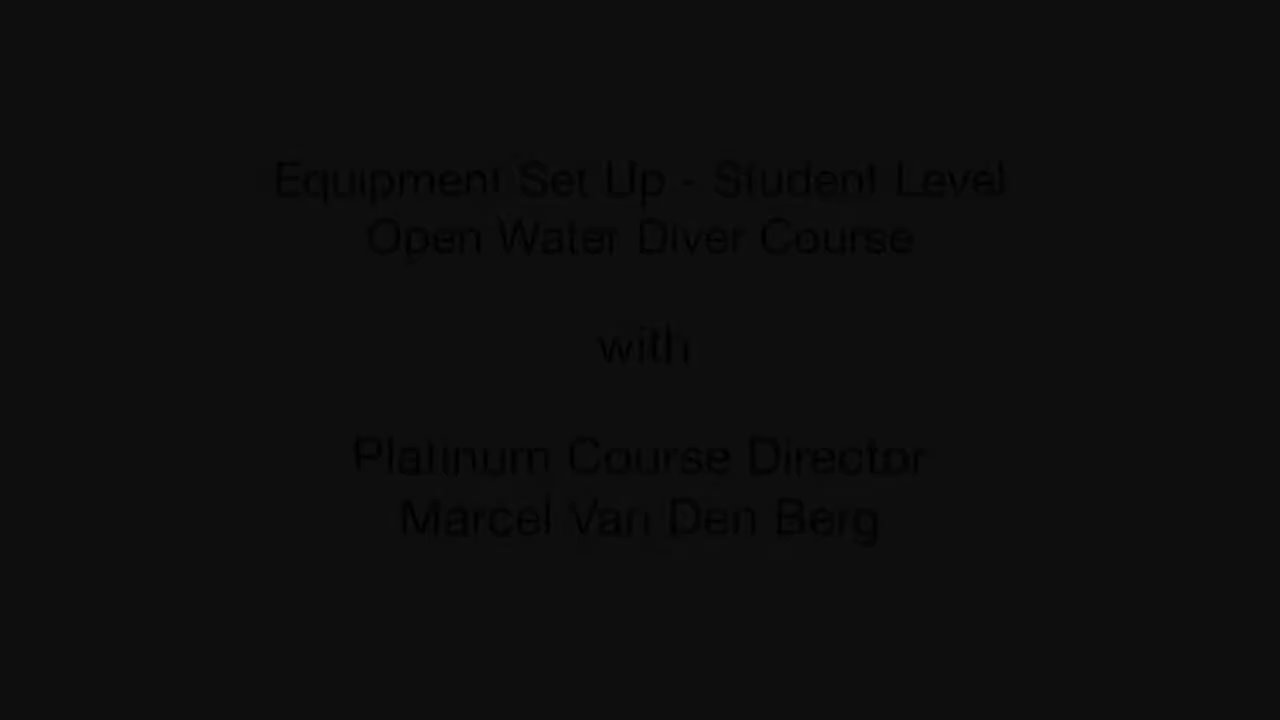 Equipment Set Up - Student Level
Open Water Diver Course
with
Platinum Course Director
Marcel Van Den Berg